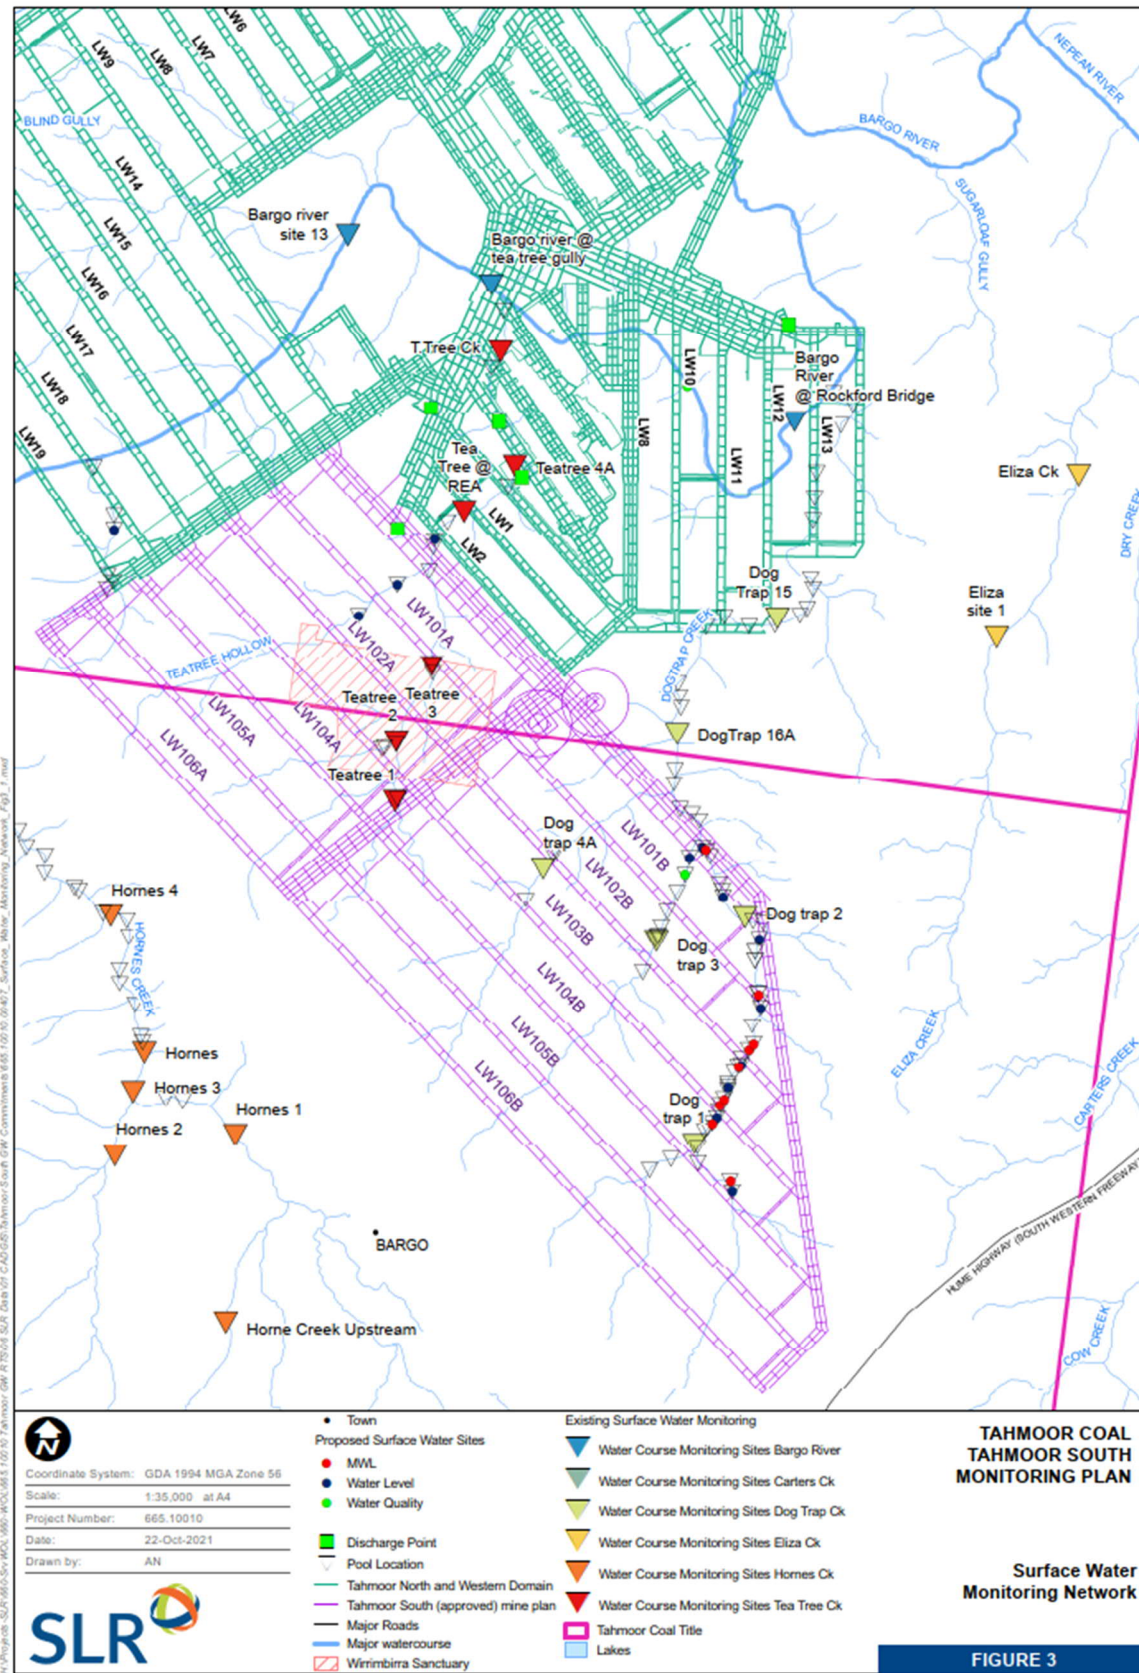 LW6
LW7
LW8
LW9
NEPEAN RIVER
BLIND GULLY
BARGO RIVER
LW14
SUGARLOAF GULLY
Bargo river
site 13
LW15
Bargo river @
tea tree gully
LW16
LW17
T.Tree Ck
LW10
Bargo
River
@ Rockford Bridge
LW18
LW12
LW19
LW8
LW13
Tea
Tree @
REA
Teatree 4A
LW11
Eliza Ck
LW1
DRY CREEK
LW2
Dog
Trap 15
Eliza
site 1
LW101A
DOGTRAP CREEK
LW102A
TEATREE HOLLOW
Teatree
2
Teatree
3
LW105A
LW104A
DogTrap 16A
LW106A
Teatree 1
Dog
trap 4A
LW101B
LW102B
Hornes 4
LW103B
Dog trap 2
HORNES CREEK
Dog
trap 3
LW104B
LW105B
ELIZA CREEK
Hornes
LW106B
Hornes 3
CARTERS CREEK
Hornes 1
Dog
trap 1
Hornes 2
BARGO
HUME HIGHWAY (SOUTH WESTERN FREEWAY)
Horne Creek Upstream
COW CREEK
N
Coordinate System: GDA 1994 MGA Zone 56
Scale: 1:35,000 at A4
Project Number: 665.10010
Date: 22-Oct-2021
Drawn by: AN
SLR
Town
Proposed Surface Water Sites
MWL
Water Level
Water Quality
Discharge Point
Pool Location
Tahmoor North and Western Domain
Tahmoor South (approved) mine plan
Major Roads
Major watercourse
Wirrimbirra Sanctuary
Existing Surface Water Monitoring
Water Course Monitoring Sites Bargo River
Water Course Monitoring Sites Carters Ck
Water Course Monitoring Sites Dog Trap Ck
Water Course Monitoring Sites Eliza Ck
Water Course Monitoring Sites Hornes Ck
Water Course Monitoring Sites Tea Tree Ck
Tahmoor Coal Title
Lakes
TAHMOOR COAL
TAHMOOR SOUTH
MONITORING PLAN
Surface Water
Monitoring Network
FIGURE 3